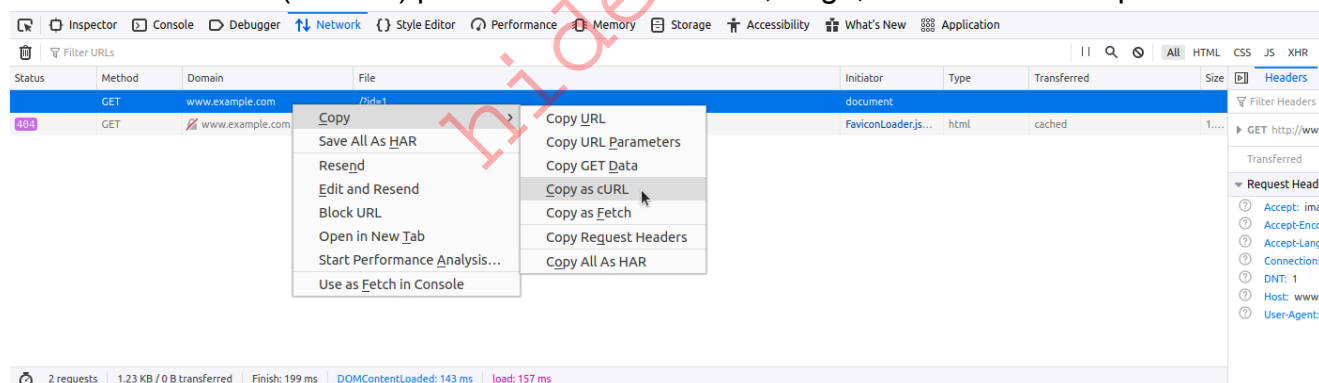 Inspector Console Debugger Network {} Style Editor Performance Memory Storage Accessibility What's New Application
Filter URLs All HTML CSS JS XHR
Status Method Domain File Initiator Type Transferred Size Headers
GET www.example.com /?id=1 document Filter Headers
404 GET www.example.com FaviconLoader.js... html cached 1....
GET http://ww
Transferred
Copy >
Save All As HAR
Resend
Edit and Resend
Block URL
Open in New Tab
Start Performance Analysis...
Use as Fetch in Console
Copy URL
Copy URL Parameters
Copy GET Data
Copy as cURL
Copy as Fetch
Copy Request Headers
Copy All As HAR
Request Head
Accept: ima
Accept-Enco
Accept-Lang
Connection:
DNT: 1
Host: www
User-Agent:
2 requests 1.23 KB / 0 B transferred Finish: 199 ms DOMContentLoaded: 143 ms load: 157 ms
hide